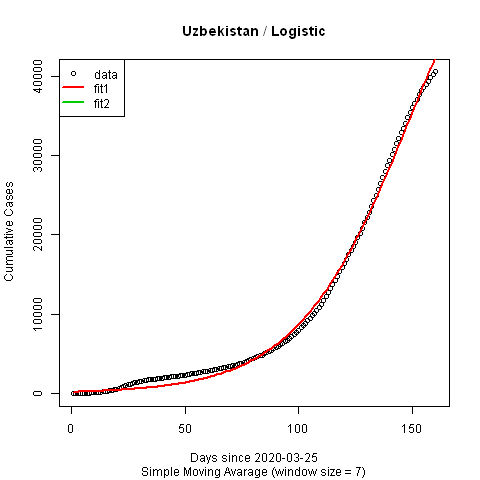 Uzbekistan / Logistic
data
fit1
fit2
Cumulative Cases
40000
30000
20000
10000
0
0
50
100
150
Days since 2020-03-25
Simple Moving Avarage (window size = 7)